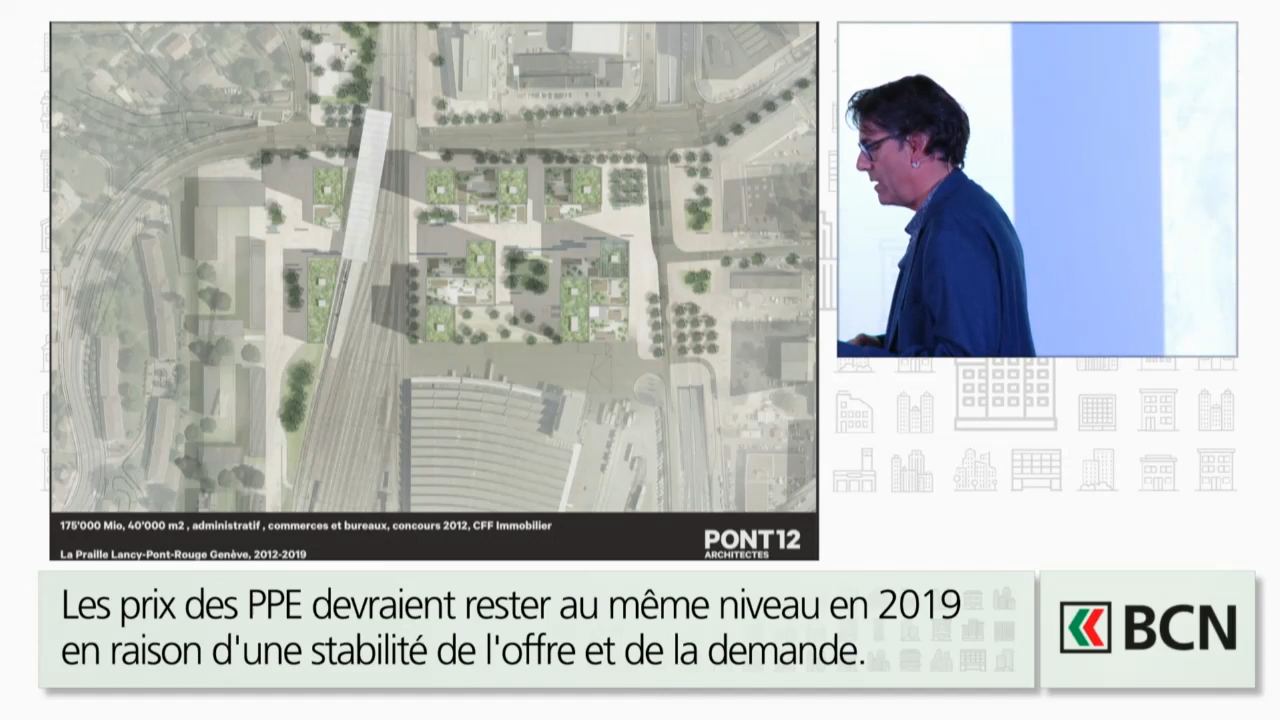 175'000 Mio, 40'000 m2 , administratif , commerces et bureaux, concours 2012, CFF Immobilier
La Praille Lancy-Pont-Rouge Genève, 2012-2019
PONT12
ARCHITECTES
Les prix des PPE devraient rester au même niveau en 2019
en raison d'une stabilité de l'offre et de la demande.
BCN